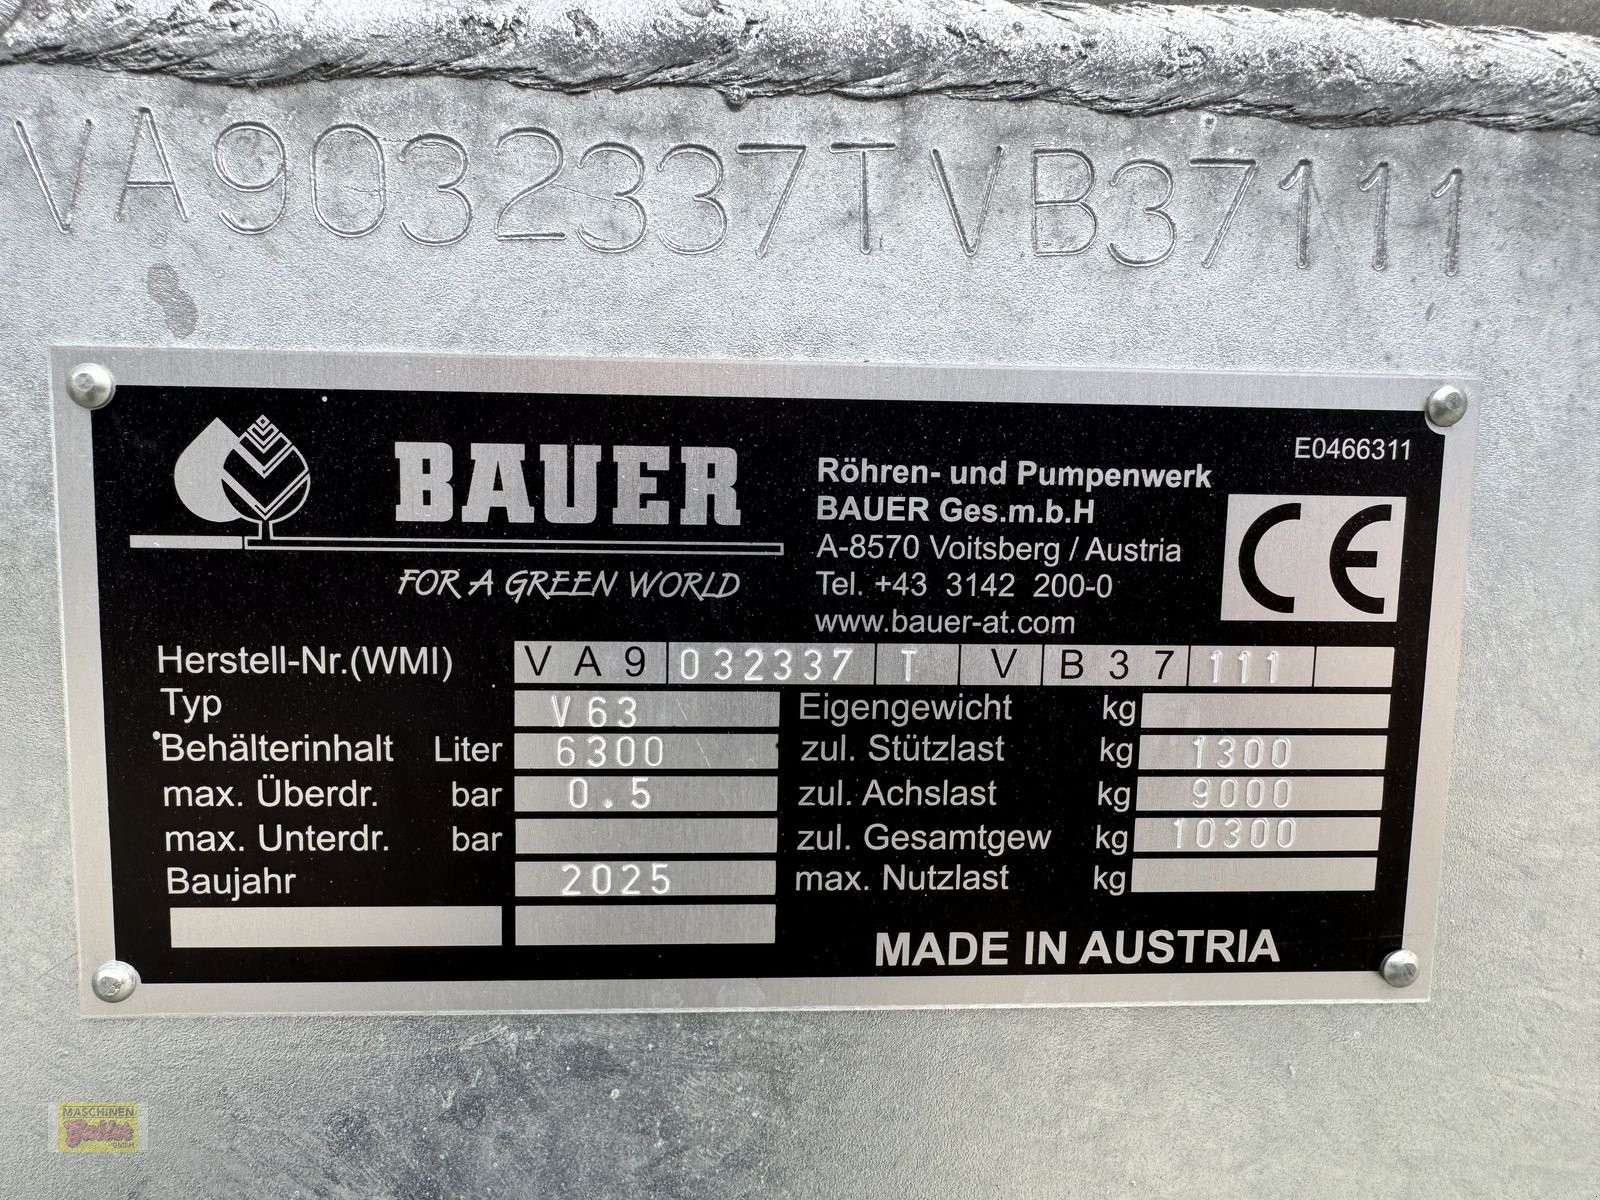 VA9032337TVB37111
E0466311
BAUER
FOR A GREEN WORLD
Röhren- und Pumpenwerk
BAUER Ges.m.b.H
A-8570 Voitsberg / Austria
Tel. +43 3142 200-0
www.bauer-at.com
CE
Herstell-Nr.(WMI) VA9 032337 T V B37 111
Typ V63
Behälterinhalt Liter 6300
max. Überdr. bar 0.5
max. Unterdr. bar
Baujahr 2025
Eigengewicht kg
zul. Stützlast kg 1300
zul. Achslast kg 9000
zul. Gesamtgew kg 10300
max. Nutzlast kg
MADE IN AUSTRIA
MASCHINEN